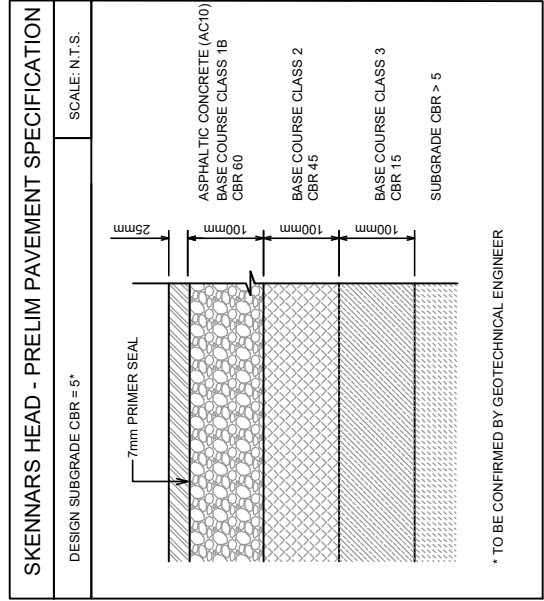 SKENNARS HEAD - PRELIM PAVEMENT SPECIFICATION
DESIGN SUBGRADE CBR = 5*
SCALE: N.T.S.
7mm PRIMER SEAL
25mm
100mm
100mm
100mm
ASPHALTIC CONCRETE (AC10)
BASE COURSE CLASS 1B
CBR 60
BASE COURSE CLASS 2
CBR 45
BASE COURSE CLASS 3
CBR 15
SUBGRADE CBR > 5
* TO BE CONFIRMED BY GEOTECHNICAL ENGINEER